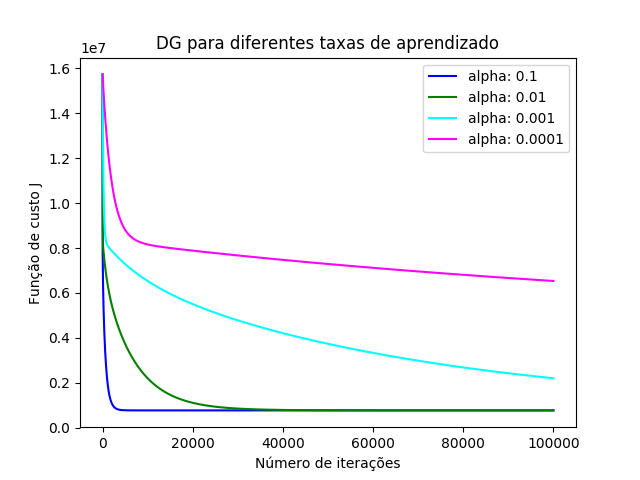 DG para diferentes taxas de aprendizado
1e7
1.6
1.4
1.2
1.0
0.8
0.6
0.4
0.2
0.0
Função de custo J
alpha: 0.1
alpha: 0.01
alpha: 0.001
alpha: 0.0001
0 20000 40000 60000 80000 100000
Número de iterações